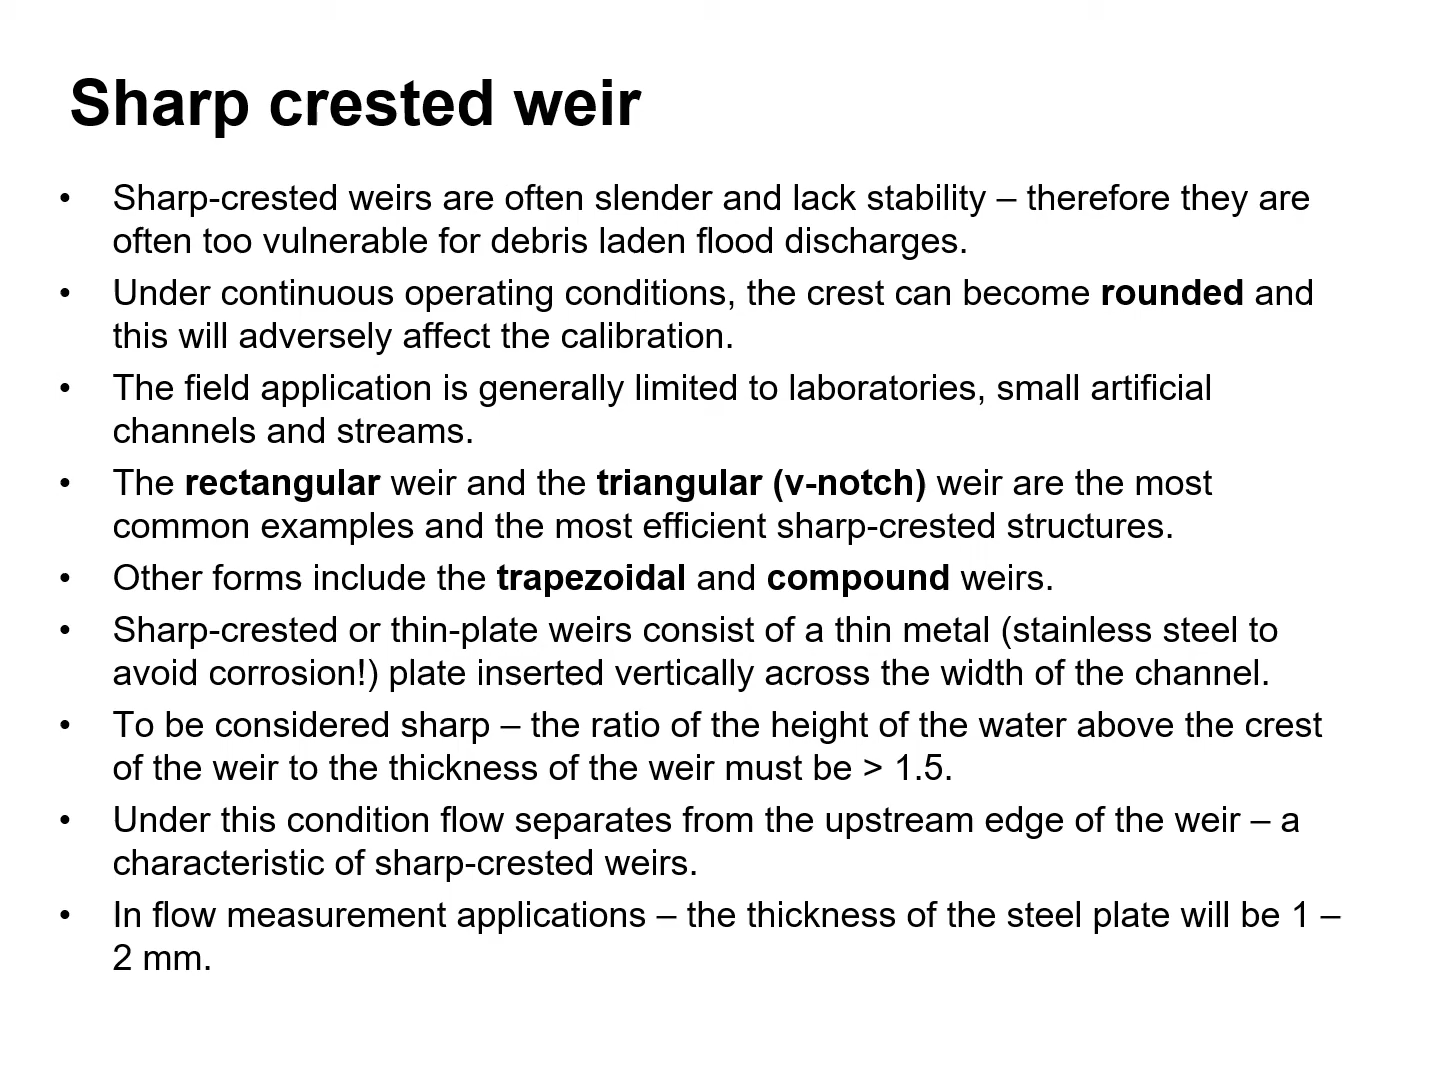 Sharp crested weir
• Sharp-crested weirs are often slender and lack stability – therefore they are
often too vulnerable for debris laden flood discharges.
• Under continuous operating conditions, the crest can become rounded and
this will adversely affect the calibration.
• The field application is generally limited to laboratories, small artificial
channels and streams.
• The rectangular weir and the triangular (v-notch) weir are the most
common examples and the most efficient sharp-crested structures.
• Other forms include the trapezoidal and compound weirs.
• Sharp-crested or thin-plate weirs consist of a thin metal (stainless steel to
avoid corrosion!) plate inserted vertically across the width of the channel.
• To be considered sharp – the ratio of the height of the water above the crest
of the weir to the thickness of the weir must be > 1.5.
• Under this condition flow separates from the upstream edge of the weir – a
characteristic of sharp-crested weirs.
• In flow measurement applications – the thickness of the steel plate will be 1 –
2 mm.